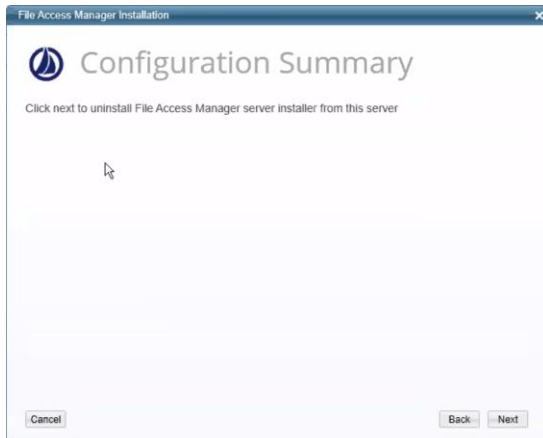 File Access Manager Installation
Configuration Summary
Click next to uninstall File Access Manager server installer from this server
Cancel
Back
Next